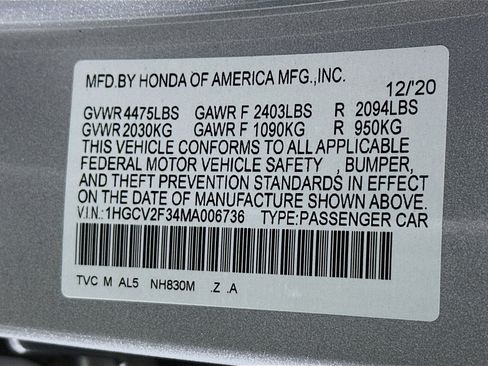 MFD.BY HONDA OF AMERICA MFG.,INC.
12/'20
GVWR 4475LBS GAWR F 2403LBS R 2094LBS
GVWR 2030KG GAWR F 1090KG R 950KG
THIS VEHICLE CONFORMS TO ALL APPLICABLE
FEDERAL MOTOR VEHICLE SAFETY , BUMPER,
AND THEFT PREVENTION STANDARDS IN EFFECT
ON THE DATE OF MANUFACTURE SHOWN ABOVE.
V.I.N.: 1HGCV2F34MA006736 TYPE:PASSENGER CAR
TVC M AL5 NH830M .Z .A